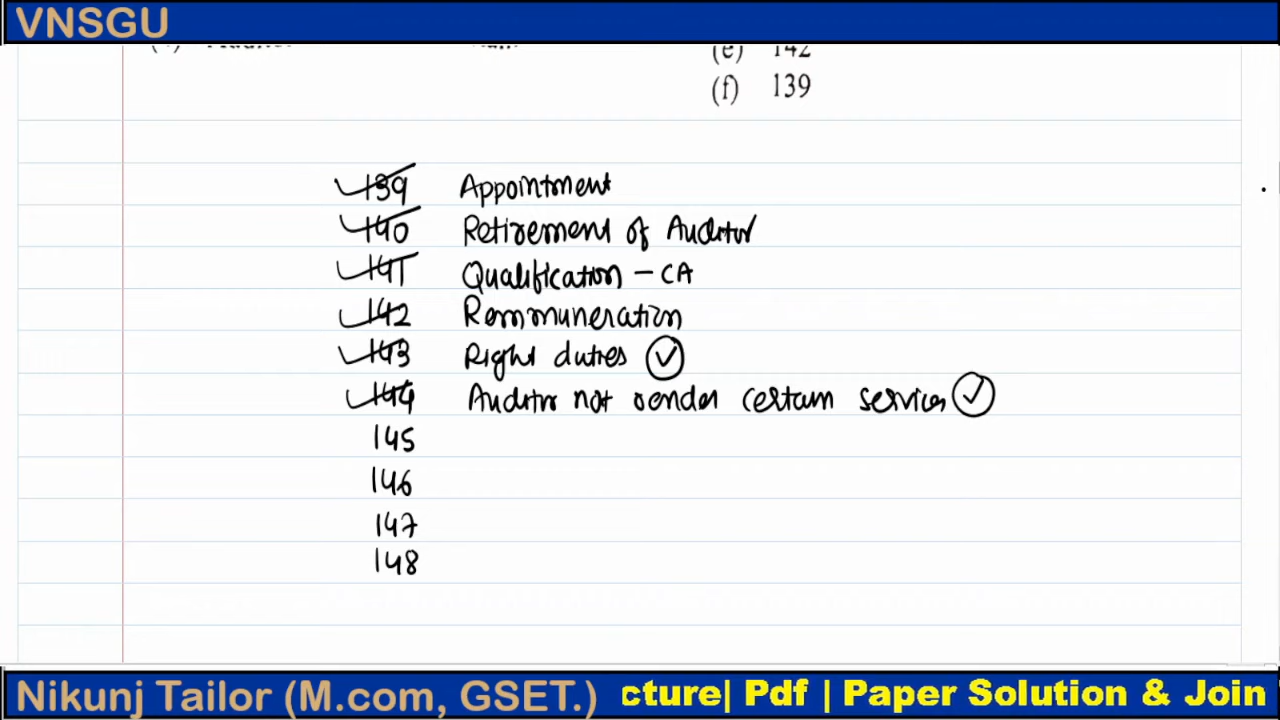 VNSGU
(e) 142
(f) 139
139 Appointment
140 Retirement of Auditor
141 Qualification - CA
142 Remmuneration
143 Right duties
144 Auditor not render certain services
145
146
147
148
Nikunj Tailor (M.com, GSET.) cture| Pdf | Paper Solution & Join